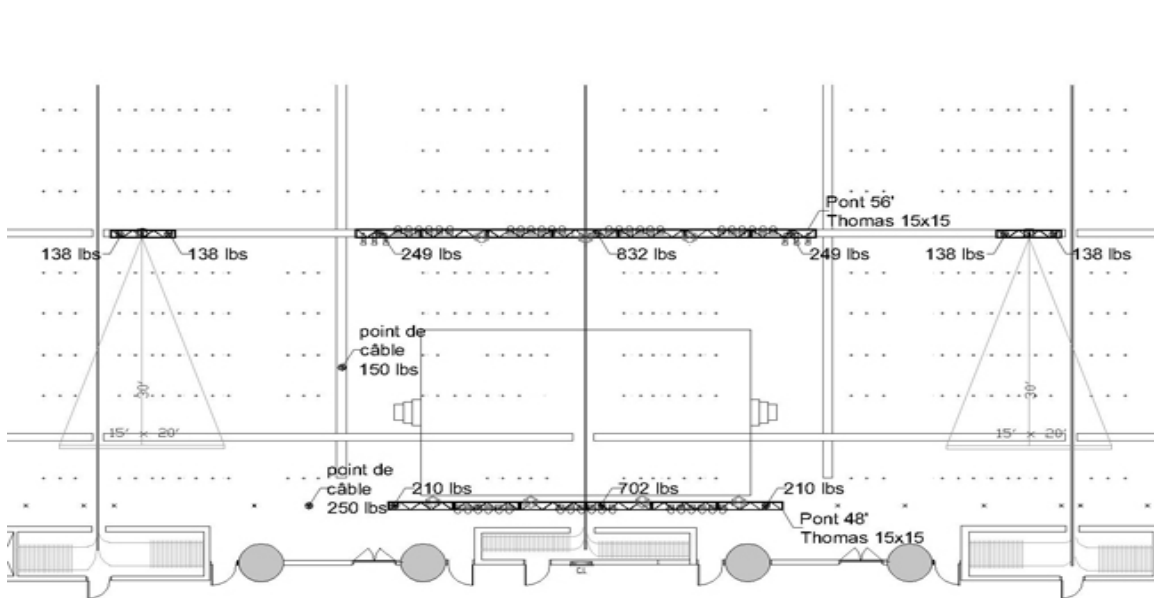 Pont 56'
Thomas 15x15
138 lbs
138 lbs
249 lbs
832 lbs
249 lbs
138 lbs
138 lbs
point de
câble
150 lbs
30'
30'
15' x 20'
15' x 20'
point de
câble
250 lbs
210 lbs
702 lbs
210 lbs
Pont 48'
Thomas 15x15